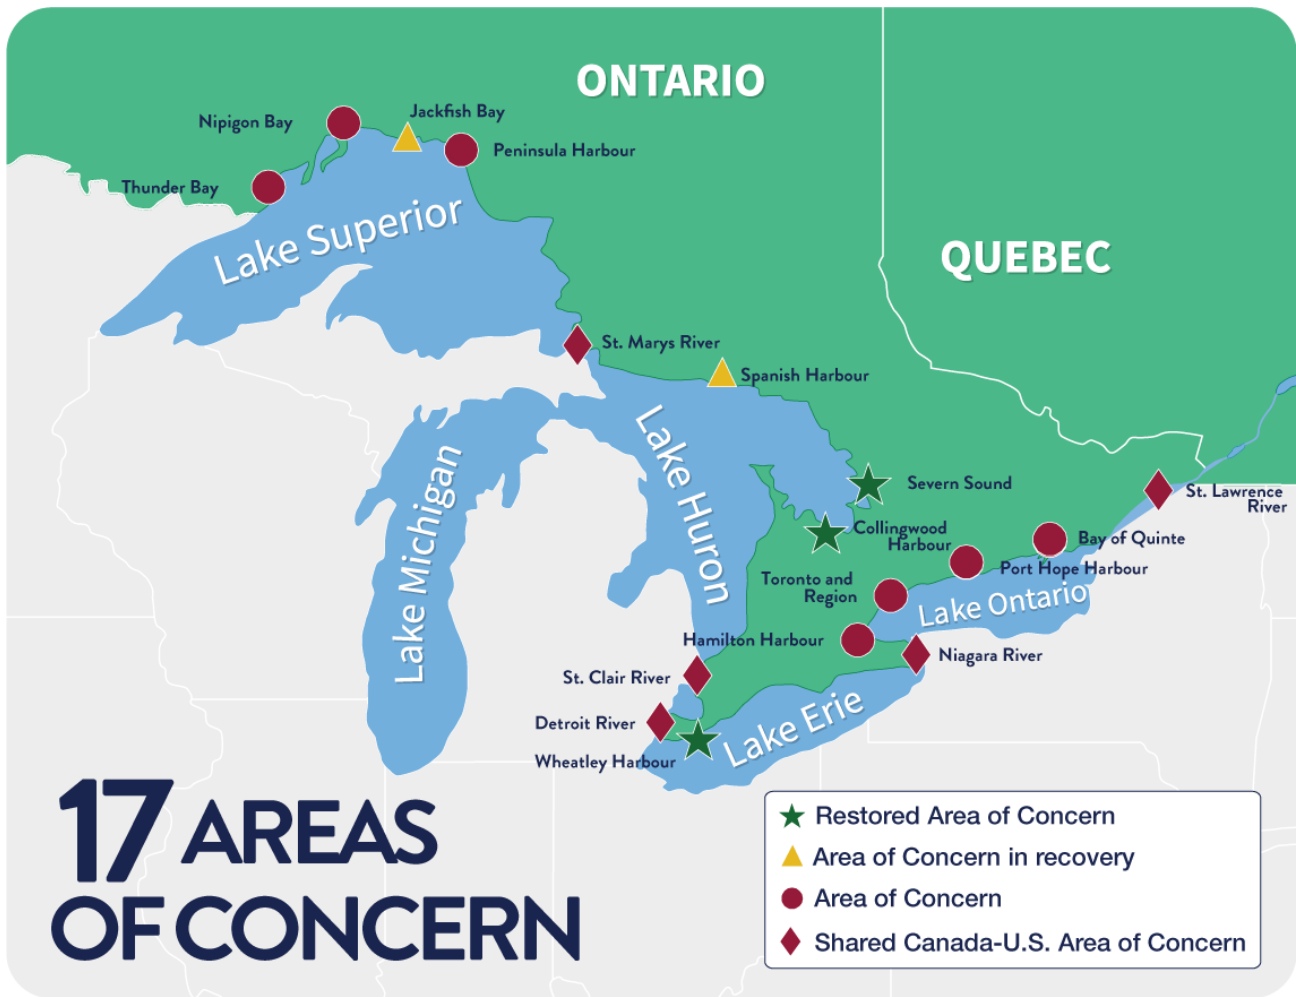 ONTARIO
Jackfish Bay
Nipigon Bay
Peninsula Harbour
Thunder Bay
Lake Superior
QUEBEC
St. Marys River
Spanish Harbour
Lake Huron
Lake Michigan
Severn Sound
St. Lawrence
River
Collingwood
Harbour
Bay of Quinte
Port Hope Harbour
Toronto and
Region
Lake Ontario
Hamilton Harbour
Niagara River
St. Clair River
Detroit River
Lake Erie
Wheatley Harbour
17 AREAS
OF CONCERN
Restored Area of Concern
Area of Concern in recovery
Area of Concern
Shared Canada-U.S. Area of Concern